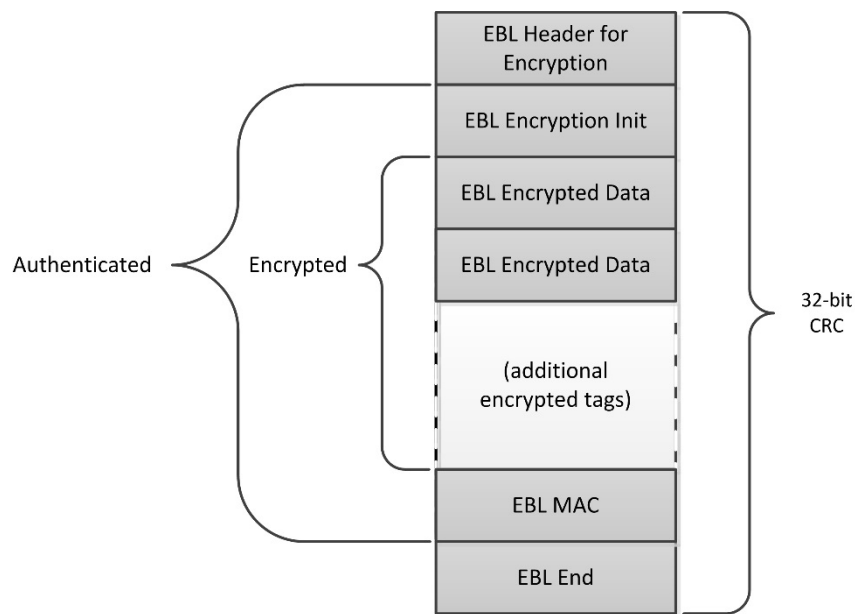 EBL Header for
Encryption
EBL Encryption Init
EBL Encrypted Data
EBL Encrypted Data
Authenticated
Encrypted
32-bit
CRC
(additional
encrypted tags)
EBL MAC
EBL End